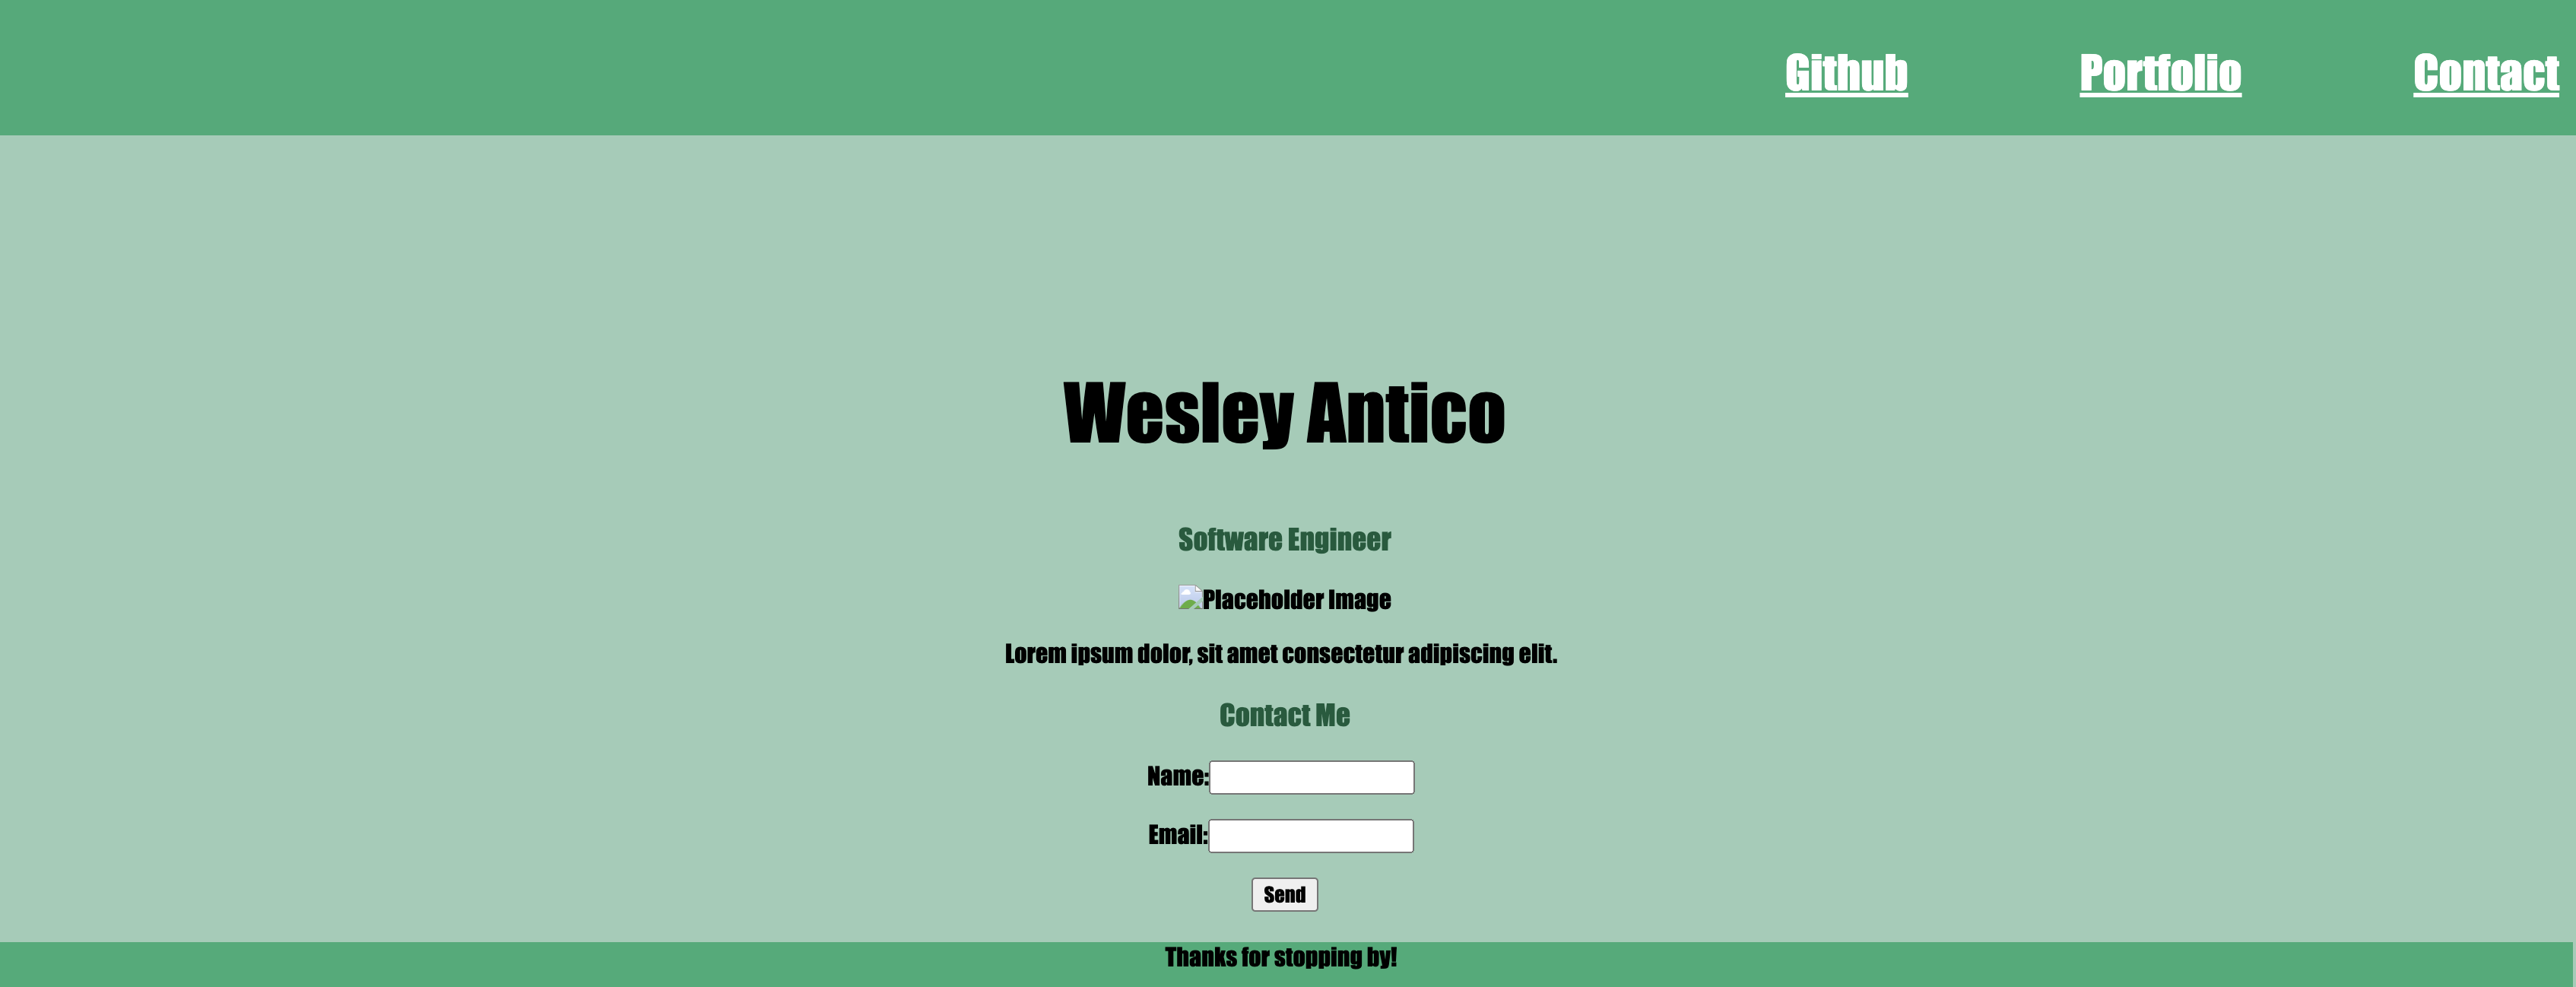 Github Portfolio Contact
Wesley Antico
Software Engineer
Placeholder Image
Lorem ipsum dolor, sit amet consectetur adipiscing elit.
Contact Me
Name:
Email:
Send
Thanks for stopping by!